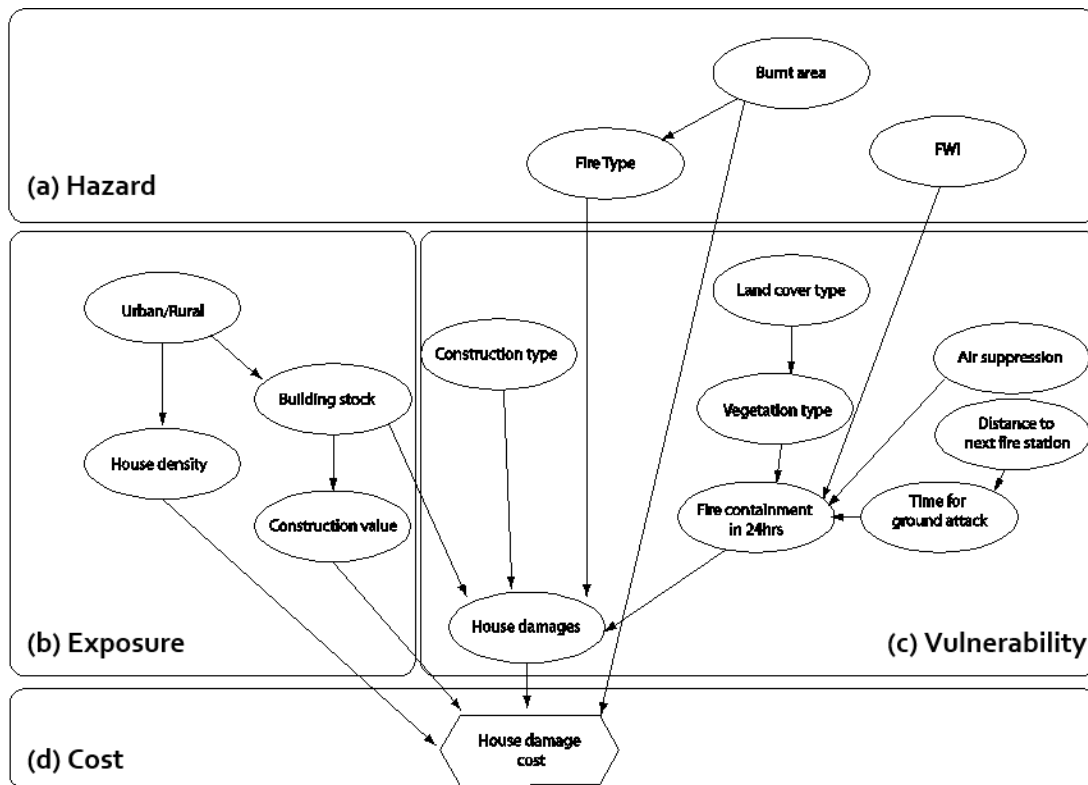 Burnt area
Fire Type
FWI
(a) Hazard
Urban/Rural
Building stock
House density
Construction value
(b) Exposure
Land cover type
Construction type
Air suppression
Vegetation type
Distance to
next fire station
Fire containment
in 24hrs
Time for
ground attack
House damages
(c) Vulnerability
House damage
cost
(d) Cost